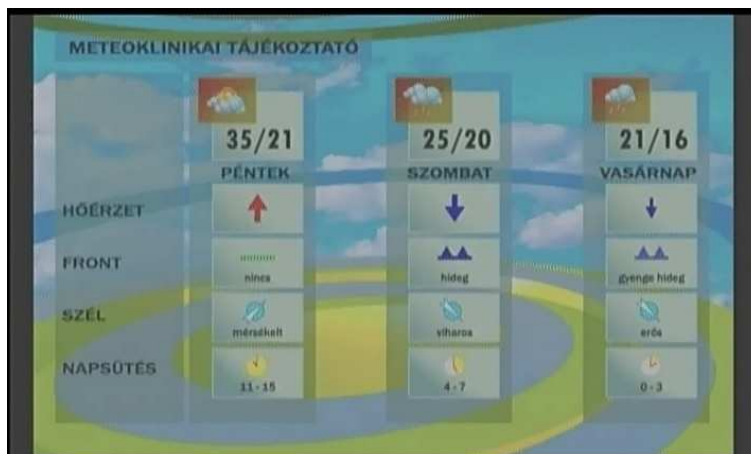 METEOKLINIKAI TÁJÉKOZTATÓ
35/21 25/20 21/16
PÉNTEK SZOMBAT VASÁRNAP
HŐÉRZET
FRONT nincs hideg gyenge hideg
SZÉL mérsékelt viharos erős
NAPSÜTÉS 11-15 4-7 0-3